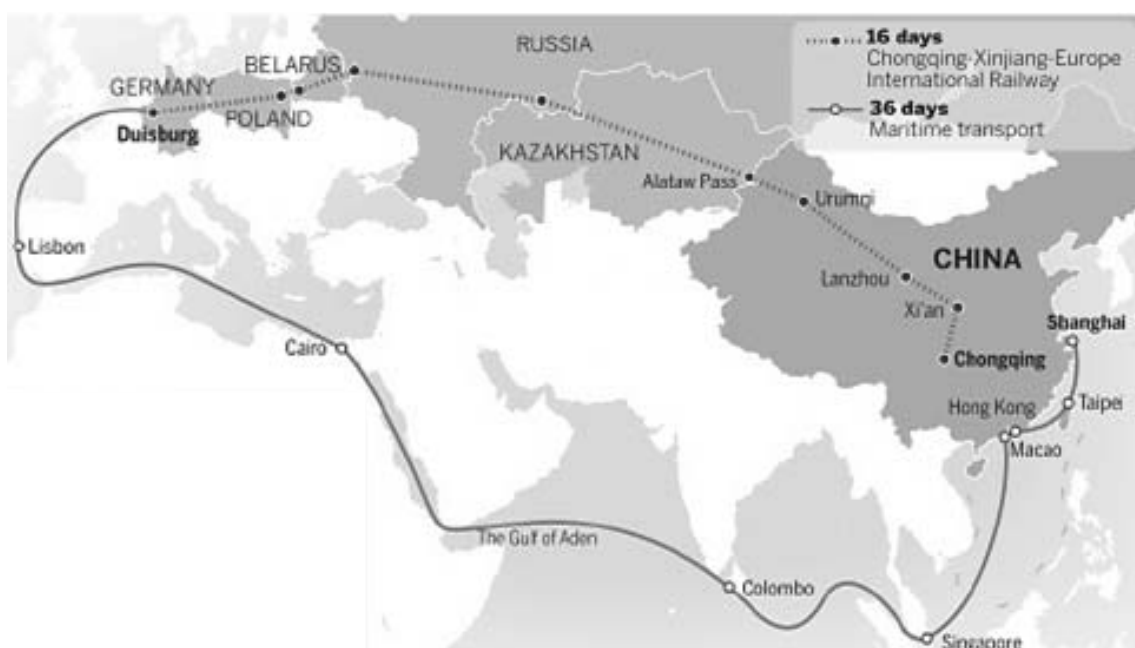 16 days
Chongqing-Xinjiang-Europe
International Railway
36 days
Maritime transport
RUSSIA
BELARUS
GERMANY
POLAND
Duisburg
KAZAKHSTAN
Alataw Pass
Urumqi
CHINA
Lisbon
Lanzhou
Xi'an
Shanghai
Cairo
Chongqing
Hong Kong
Taipei
Macao
The Gulf of Aden
Colombo
Singapore